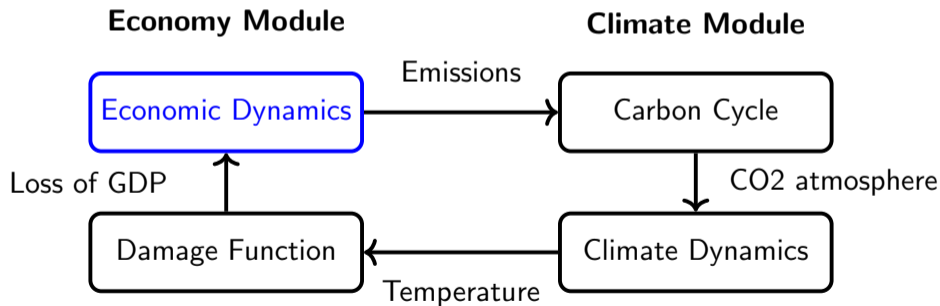 Economy Module
Climate Module
Emissions
Economic Dynamics
Carbon Cycle
Loss of GDP
CO2 atmosphere
Damage Function
Climate Dynamics
Temperature